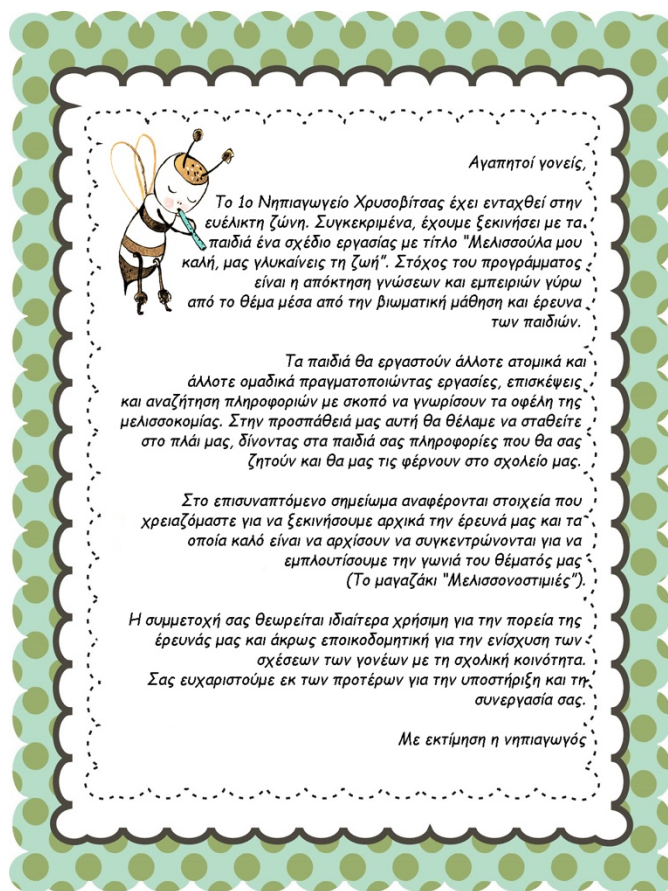 Αγαπητοί γονείς,
Το 1ο Νηπιαγωγείο Χρυσοβίτσας έχει ενταχθεί στην
ευέλικτη ζώνη. Συγκεκριμένα, έχουμε ξεκινήσει με τα
παιδιά ένα σχέδιο εργασίας με τίτλο "Μελισσούλα μου
καλή, μας γλυκαίνεις τη ζωή". Στόχος του προγράμματος
είναι η απόκτηση γνώσεων και εμπειριών γύρω
από το θέμα μέσα από την βιωματική μάθηση και έρευνα
των παιδιών.
Τα παιδιά θα εργαστούν άλλοτε ατομικά και
άλλοτε ομαδικά πραγματοποιώντας εργασίες, επισκέψεις
και αναζήτηση πληροφοριών με σκοπό να γνωρίσουν τα οφέλη της
μελισσοκομίας. Στην προσπάθειά μας αυτή θα θέλαμε να σταθείτε
στο πλάι μας, δίνοντας στα παιδιά σας πληροφορίες που θα σας
ζητούν και θα μας τις φέρνουν στο σχολείο μας.
Στο επισυναπτόμενο σημείωμα αναφέρονται στοιχεία που
χρειαζόμαστε για να ξεκινήσουμε αρχικά την έρευνά μας και τα
οποία καλό είναι να αρχίσουν να συγκεντρώνονται για να
εμπλουτίσουμε την γωνιά του θέματός μας
(Το μαγαζάκι "Μελισσονοστιμιές").
Η συμμετοχή σας θεωρείται ιδιαίτερα χρήσιμη για την πορεία της
έρευνάς μας και άκρως εποικοδομητική για την ενίσχυση των
σχέσεων των γονέων με τη σχολική κοινότητα.
Σας ευχαριστούμε εκ των προτέρων για την υποστήριξη και τη
συνεργασία σας.
Με εκτίμηση η νηπιαγωγός